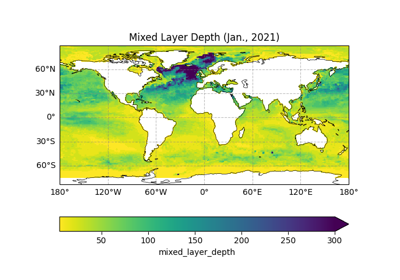 Mixed Layer Depth (Jan., 2021)
60°N
30°N
0°
30°S
60°S
180° 120°W 60°W 0° 60°E 120°E 180°
50 100 150 200 250 300
mixed_layer_depth